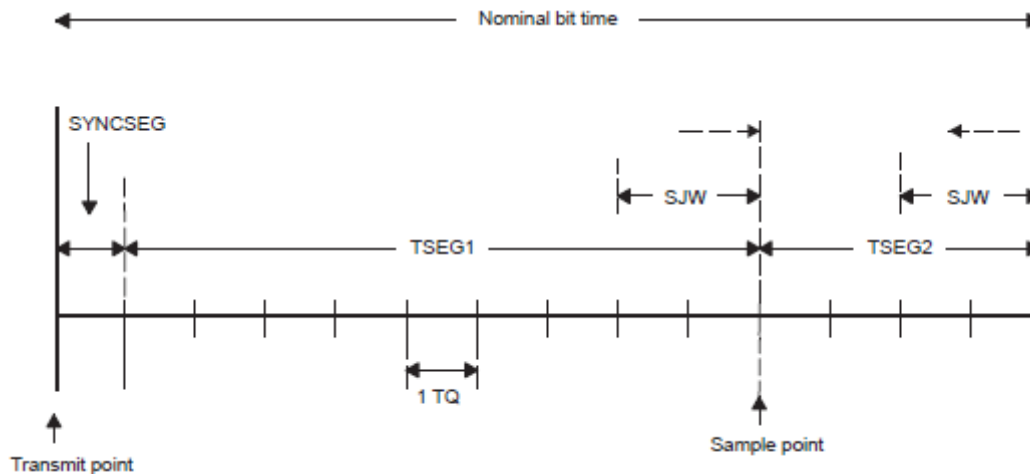 Nominal bit time
SYNCSEG
SJW
SJW
TSEG1
TSEG2
1 TQ
Sample point
Transmit point